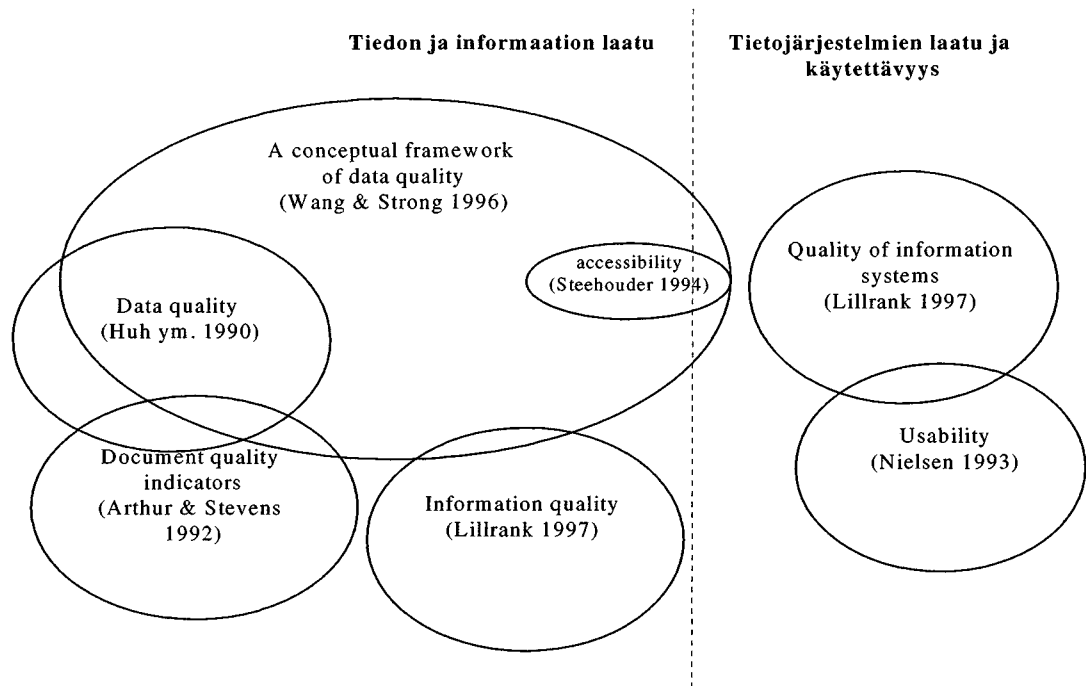 Tiedon ja informaation laatu
Tietojärjestelmien laatu ja
käytettävyys
A conceptual framework
of data quality
(Wang & Strong 1996)
accessibility
(Steehouder 1994)
Quality of information
systems
(Lillrank 1997)
Data quality
(Huh ym. 1990)
Usability
(Nielsen 1993)
Document quality
indicators
(Arthur & Stevens
1992)
Information quality
(Lillrank 1997)